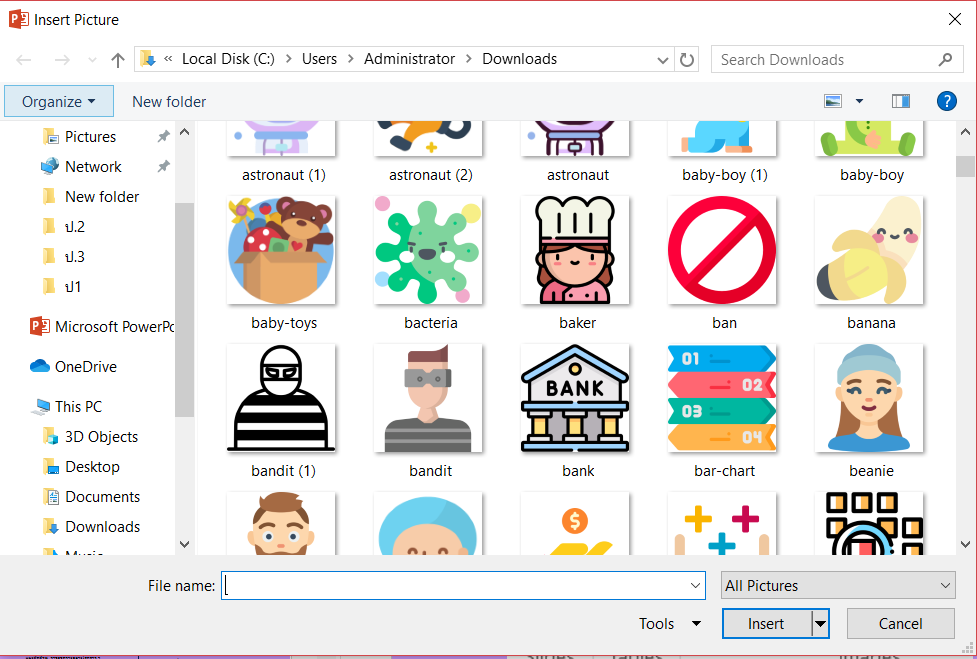 Insert Picture
« Local Disk (C:) > Users > Administrator > Downloads
Search Downloads
Organize
New folder
Pictures
Network
New folder
ป.2
ป.3
ป1
Microsoft PowerPo
OneDrive
This PC
3D Objects
Desktop
Documents
Downloads
Music
astronaut (1)
astronaut (2)
astronaut
baby-boy (1)
baby-boy
baby-toys
bacteria
baker
ban
banana
BANK
01
02
03
04
bandit (1)
bandit
bank
bar-chart
beanie
File name:
All Pictures
Tools
Insert
Cancel
Slides
Tables
Images